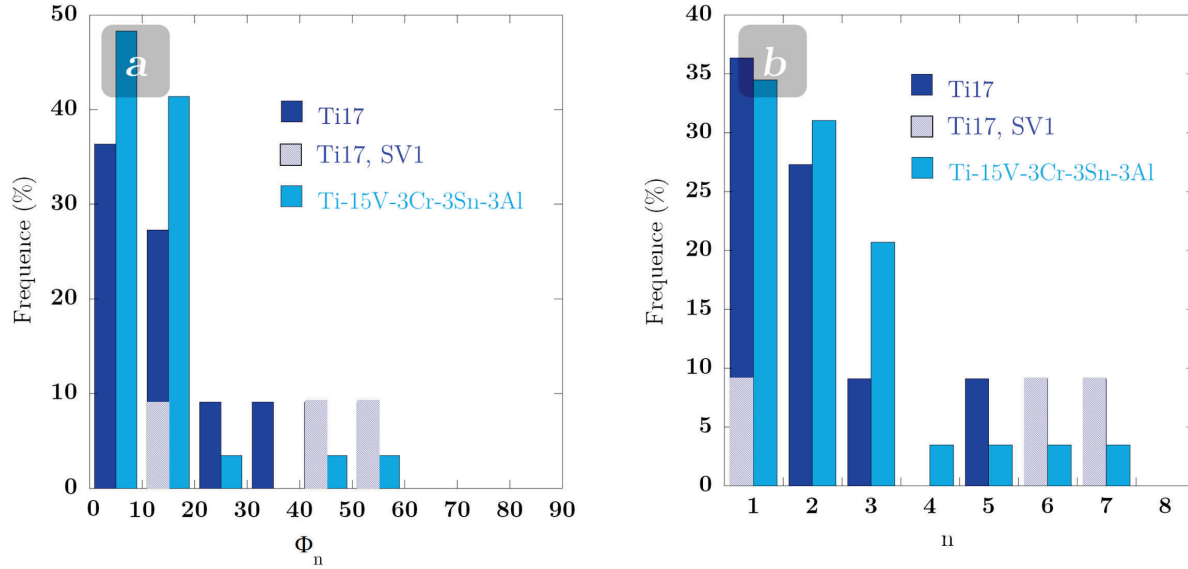 a
50
40
30
20
10
0
Frequence (%)
Ti17
Ti17, SV1
Ti-15V-3Cr-3Sn-3Al
0 10 20 30 40 50 60 70 80 90
Φn
b
40
35
30
25
20
15
10
5
0
Frequence (%)
Ti17
Ti17, SV1
Ti-15V-3Cr-3Sn-3Al
1 2 3 4 5 6 7 8
n